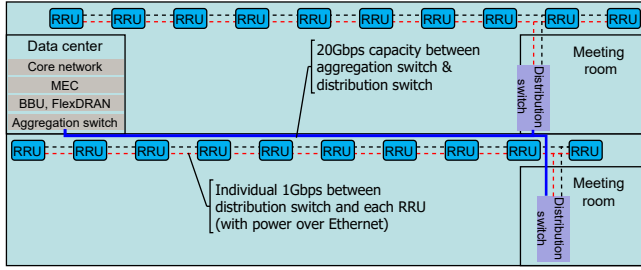 RRU RRU RRU RRU RRU RRU RRU RRU RRU RRU
Data center
Core network
MEC
BBU, FlexDRAN
Aggregation switch
20Gbps capacity between
aggregation switch &
distribution switch
Distribution
switch
Meeting
room
RRU RRU RRU RRU RRU RRU RRU RRU RRU RRU
Individual 1Gbps between
distribution switch and each RRU
(with power over Ethernet)
Distribution
switch
Meeting
room